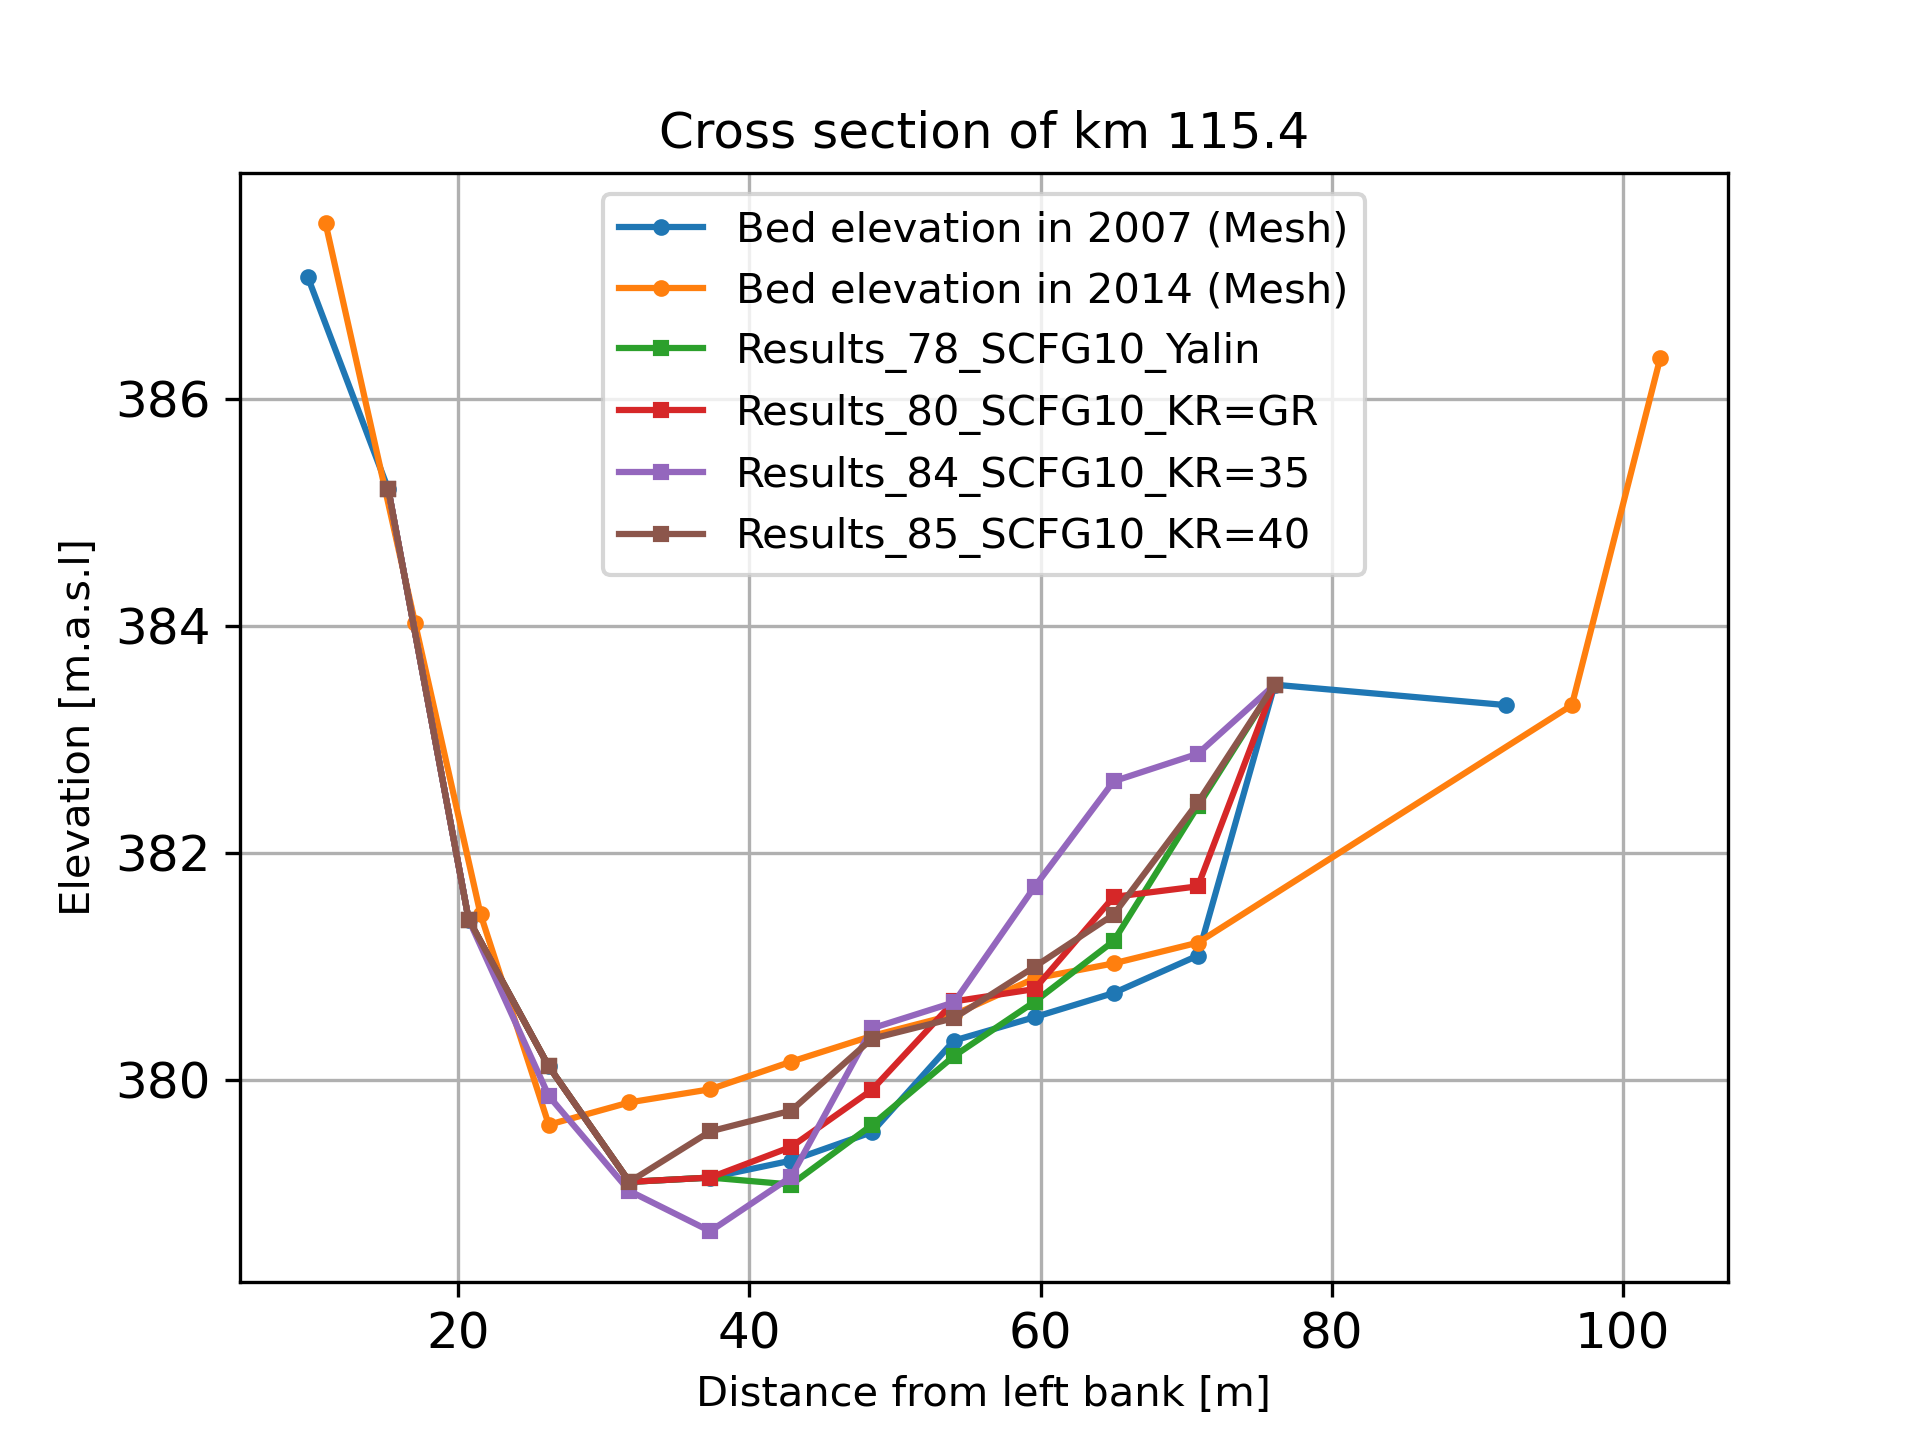 Cross section of km 115.4
Bed elevation in 2007 (Mesh)
Bed elevation in 2014 (Mesh)
Results_78_SCFG10_Yalin
Results_80_SCFG10_KR=GR
Results_84_SCFG10_KR=35
Results_85_SCFG10_KR=40
386
384
382
380
Elevation [m.a.s.l]
20 40 60 80 100
Distance from left bank [m]